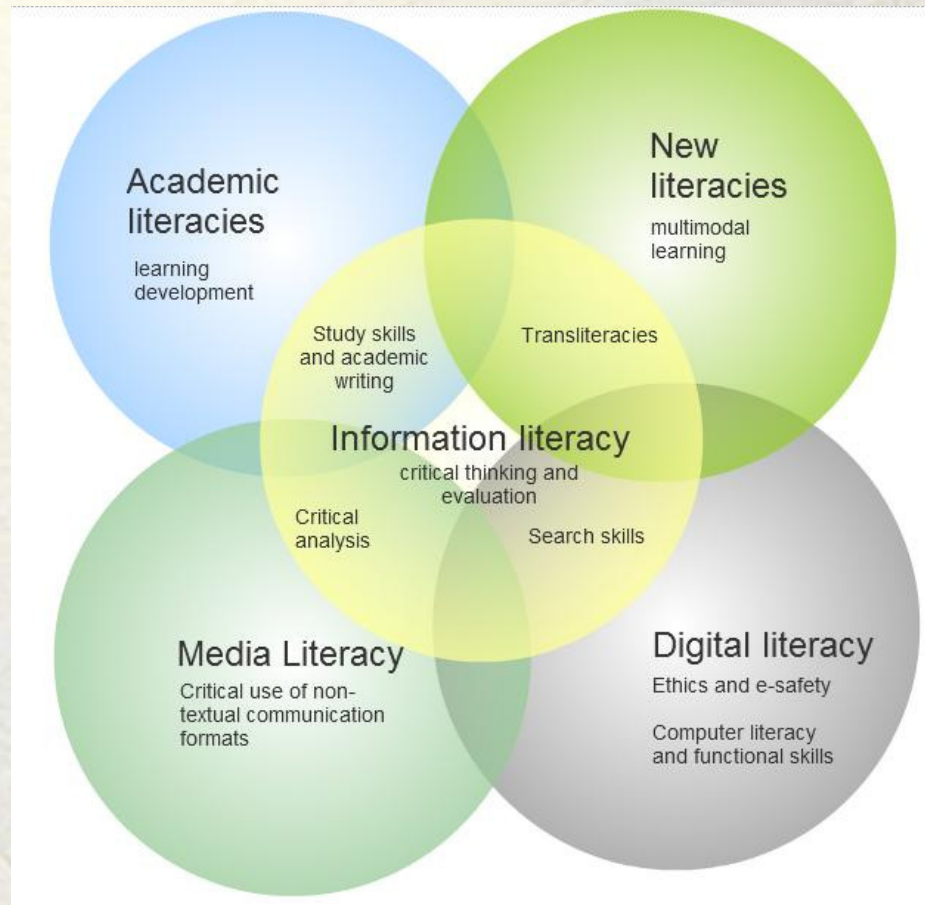 Academic
literacies
learning
development
New
literacies
multimodal
learning
Study skills
and academic
writing
Transliteracies
Information literacy
critical thinking and
evaluation
Critical
analysis
Search skills
Media Literacy
Critical use of non-
textual communication
formats
Digital literacy
Ethics and e-safety
Computer literacy
and functional skills